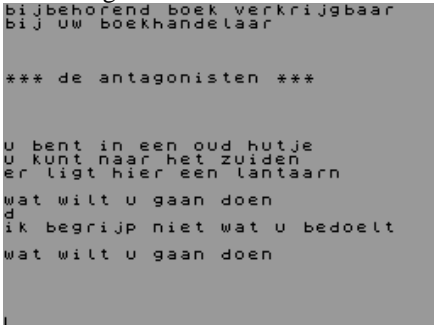 bijbehorend boek verkrijgbaar
bij uw boekhandelaar
*** de antagonisten ***
u bent in een oud hutje
u kunt naar het zuiden
er ligt hier een lantaarn
wat wilt u gaan doen
d
ik begrijp niet wat u bedoelt
wat wilt u gaan doen